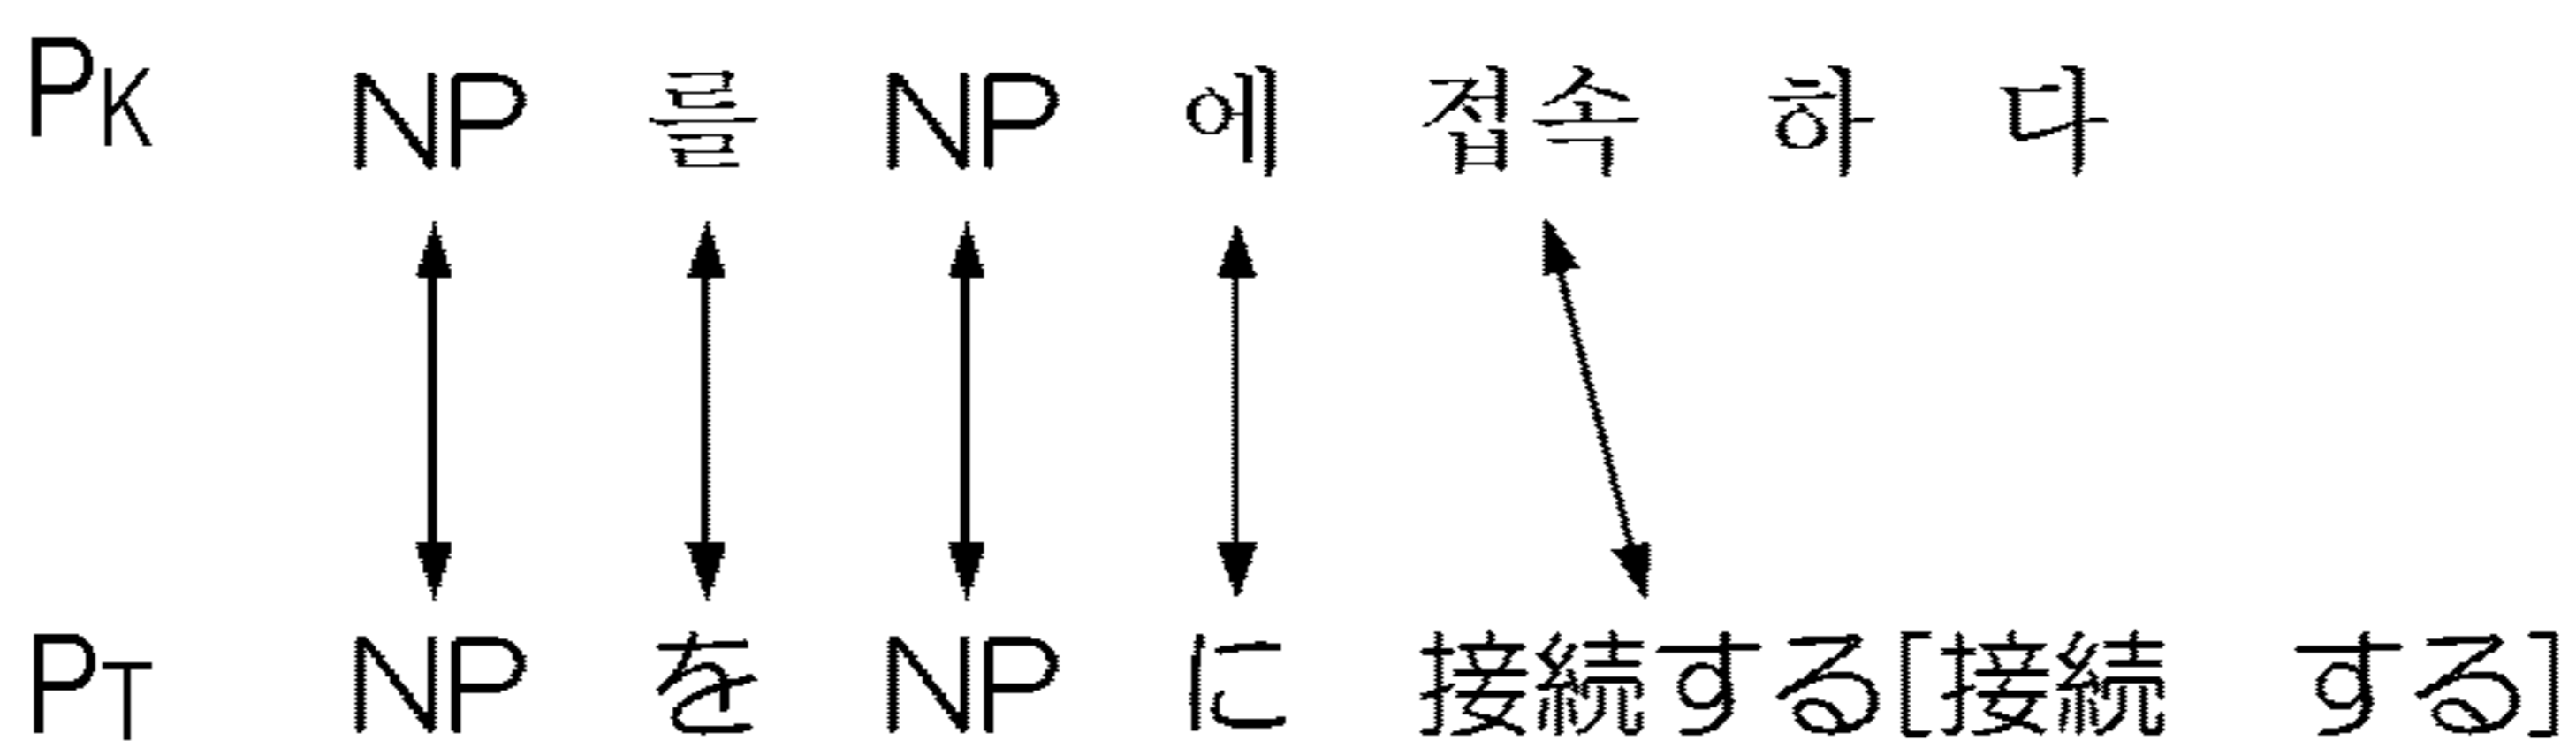 PK NP 를 NP 에 접속 하 다
PT NP を NP に 接続する[接続 する]